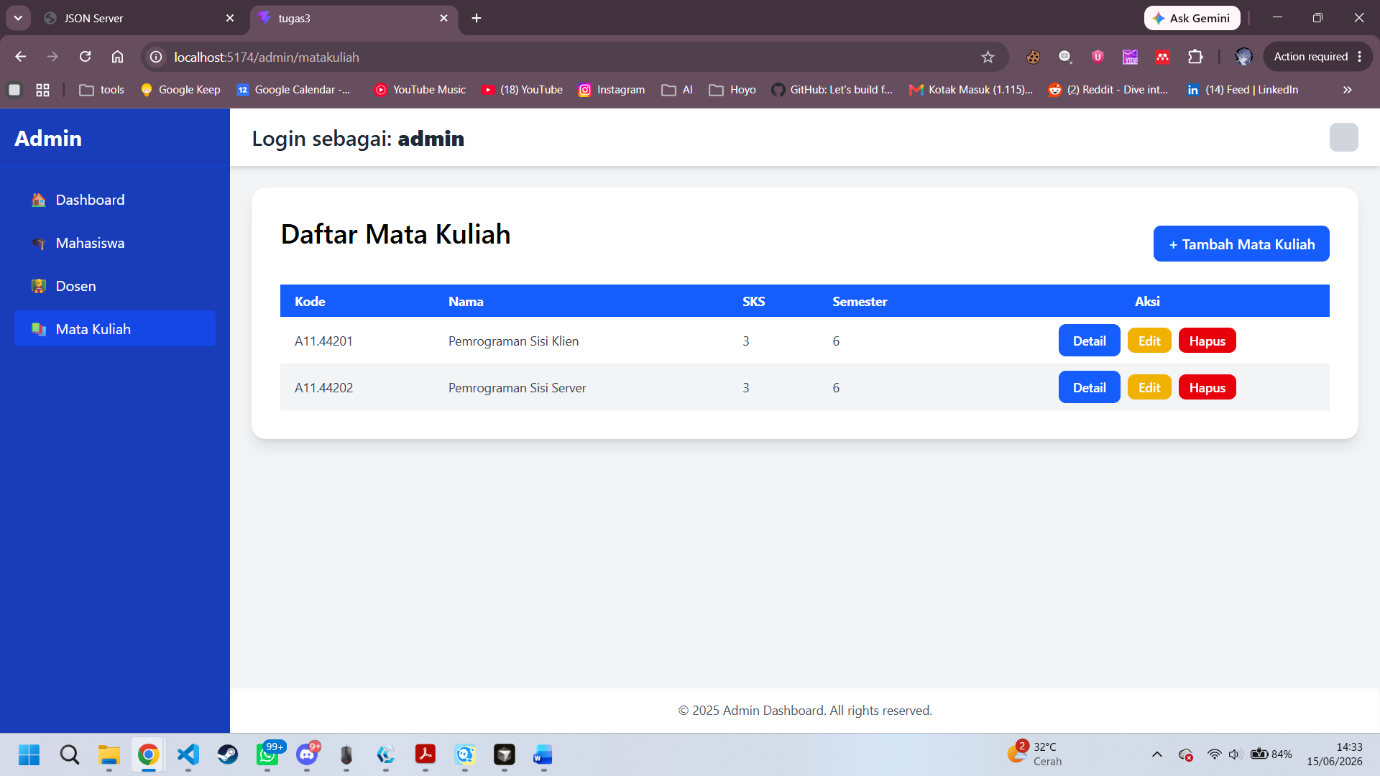 JSON Server
tugas3
Ask Gemini
localhost:5174/admin/matakuliah
Action required
tools
Google Keep
12
Google Calendar -...
YouTube Music
(18) YouTube
Instagram
AI
Hoyo
GitHub: Let's build f...
Kotak Masuk (1.115)...
(2) Reddit - Dive int...
(14) Feed | LinkedIn
Admin
Login sebagai: admin
Dashboard
Mahasiswa
Dosen
Mata Kuliah
Daftar Mata Kuliah
+ Tambah Mata Kuliah
Kode Nama SKS Semester Aksi
A11.44201 Pemrograman Sisi Klien 3 6 Detail Edit Hapus
A11.44202 Pemrograman Sisi Server 3 6 Detail Edit Hapus
© 2025 Admin Dashboard. All rights reserved.
99+
9+
2
32°C
Cerah
84%
14:33
15/06/2026